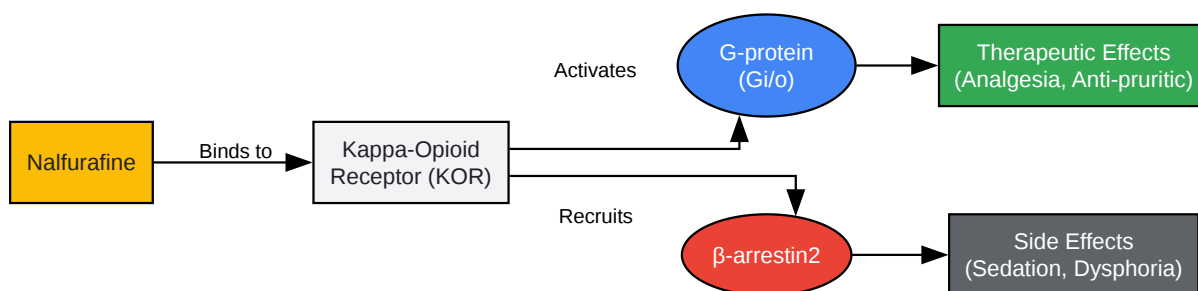 Nalfurafine
Binds to
Kappa-Opioid
Receptor (KOR)
Activates
G-protein
(Gi/o)
Therapeutic Effects
(Analgesia, Anti-pruritic)
Recruits
β-arrestin2
Side Effects
(Sedation, Dysphoria)